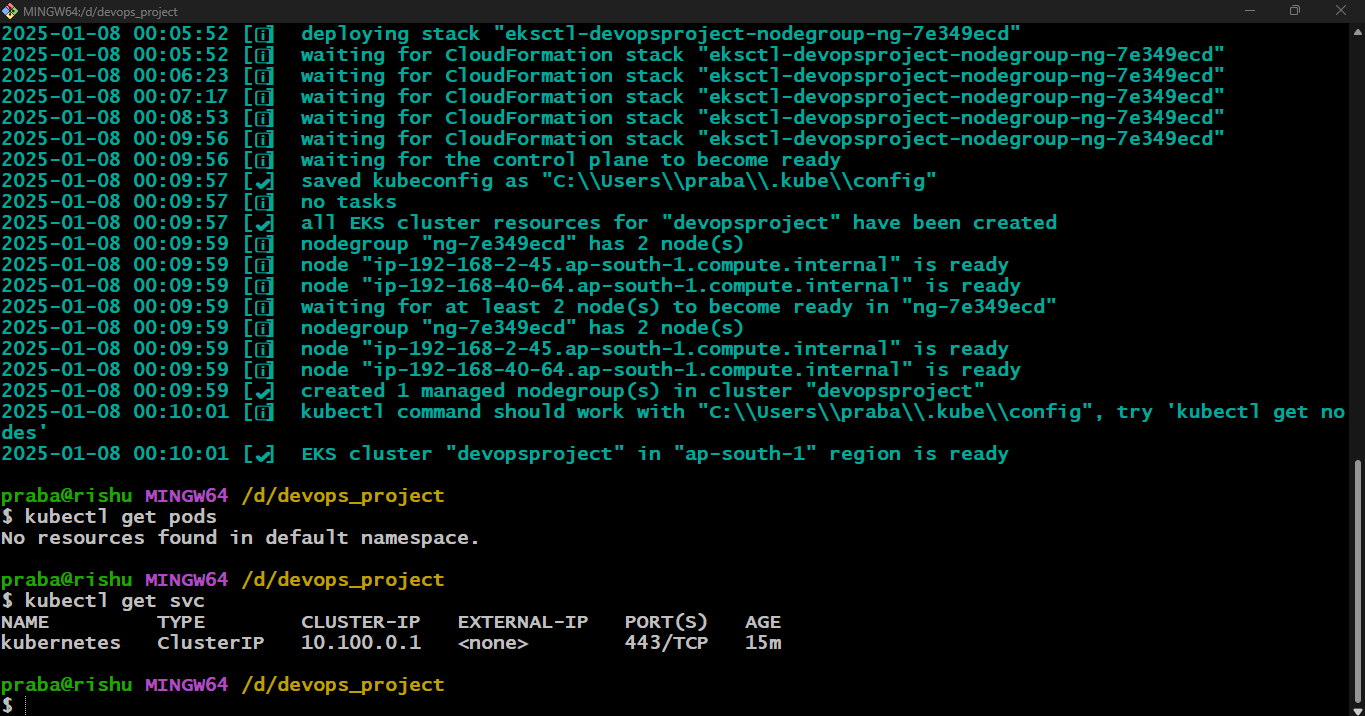 MINGW64:/d/devops_project
2025-01-08 00:05:52 [ℹ]  deploying stack "eksctl-devopsproject-nodegroup-ng-7e349ecd"
2025-01-08 00:05:52 [ℹ]  waiting for CloudFormation stack "eksctl-devopsproject-nodegroup-ng-7e349ecd"
2025-01-08 00:06:23 [ℹ]  waiting for CloudFormation stack "eksctl-devopsproject-nodegroup-ng-7e349ecd"
2025-01-08 00:07:17 [ℹ]  waiting for CloudFormation stack "eksctl-devopsproject-nodegroup-ng-7e349ecd"
2025-01-08 00:08:53 [ℹ]  waiting for CloudFormation stack "eksctl-devopsproject-nodegroup-ng-7e349ecd"
2025-01-08 00:09:56 [ℹ]  waiting for CloudFormation stack "eksctl-devopsproject-nodegroup-ng-7e349ecd"
2025-01-08 00:09:56 [ℹ]  waiting for the control plane to become ready
2025-01-08 00:09:57 [✔]  saved kubeconfig as "C:\\Users\\praba\\.kube\\config"
2025-01-08 00:09:57 [ℹ]  no tasks
2025-01-08 00:09:57 [✔]  all EKS cluster resources for "devopsproject" have been created
2025-01-08 00:09:59 [ℹ]  nodegroup "ng-7e349ecd" has 2 node(s)
2025-01-08 00:09:59 [ℹ]  node "ip-192-168-2-45.ap-south-1.compute.internal" is ready
2025-01-08 00:09:59 [ℹ]  node "ip-192-168-40-64.ap-south-1.compute.internal" is ready
2025-01-08 00:09:59 [ℹ]  waiting for at least 2 node(s) to become ready in "ng-7e349ecd"
2025-01-08 00:09:59 [ℹ]  nodegroup "ng-7e349ecd" has 2 node(s)
2025-01-08 00:09:59 [ℹ]  node "ip-192-168-2-45.ap-south-1.compute.internal" is ready
2025-01-08 00:09:59 [ℹ]  node "ip-192-168-40-64.ap-south-1.compute.internal" is ready
2025-01-08 00:09:59 [✔]  created 1 managed nodegroup(s) in cluster "devopsproject"
2025-01-08 00:10:01 [ℹ]  kubectl command should work with "C:\\Users\\praba\\.kube\\config", try 'kubectl get no
des'
2025-01-08 00:10:01 [✔]  EKS cluster "devopsproject" in "ap-south-1" region is ready
praba@rishu MINGW64 /d/devops_project
$ kubectl get pods
No resources found in default namespace.
praba@rishu MINGW64 /d/devops_project
$ kubectl get svc
NAME         TYPE        CLUSTER-IP   EXTERNAL-IP   PORT(S)   AGE
kubernetes   ClusterIP   10.100.0.1   <none>        443/TCP   15m
praba@rishu MINGW64 /d/devops_project
$